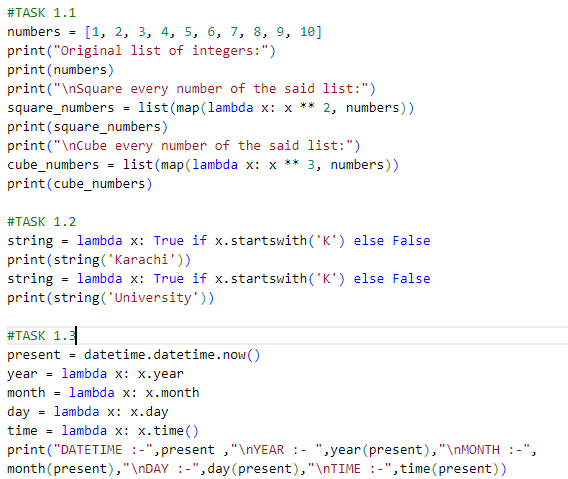 #TASK 1.1
numbers = [1, 2, 3, 4, 5, 6, 7, 8, 9, 10]
print("Original list of integers:")
print(numbers)
print("\nSquare every number of the said list:")
square_numbers = list(map(lambda x: x ** 2, numbers))
print(square_numbers)
print("\nCube every number of the said list:")
cube_numbers = list(map(lambda x: x ** 3, numbers))
print(cube_numbers)

#TASK 1.2
string = lambda x: True if x.startswith('K') else False
print(string('Karachi'))
string = lambda x: True if x.startswith('K') else False
print(string('University'))

#TASK 1.3
present = datetime.datetime.now()
year = lambda x: x.year
month = lambda x: x.month
day = lambda x: x.day
time = lambda x: x.time()
print("DATETIME :-",present ,"\nYEAR :- ",year(present),"\nMONTH :-",
month(present),"\nDAY :-",day(present),"\nTIME :-",time(present))